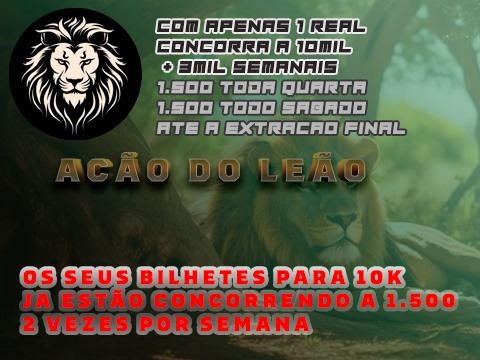 COM APENAS 1 REAL
CONCORRA A 10MIL
+ 3MIL SEMANAIS
1.500 TODA QUARTA
1.500 TODO SABADO
ATE A EXTRACAO FINAL
ACÃO DO LEÃO
OS SEUS BILHETES PARA 10K
JA ESTÃO CONCORRENDO A 1.500
2 VEZES POR SEMANA